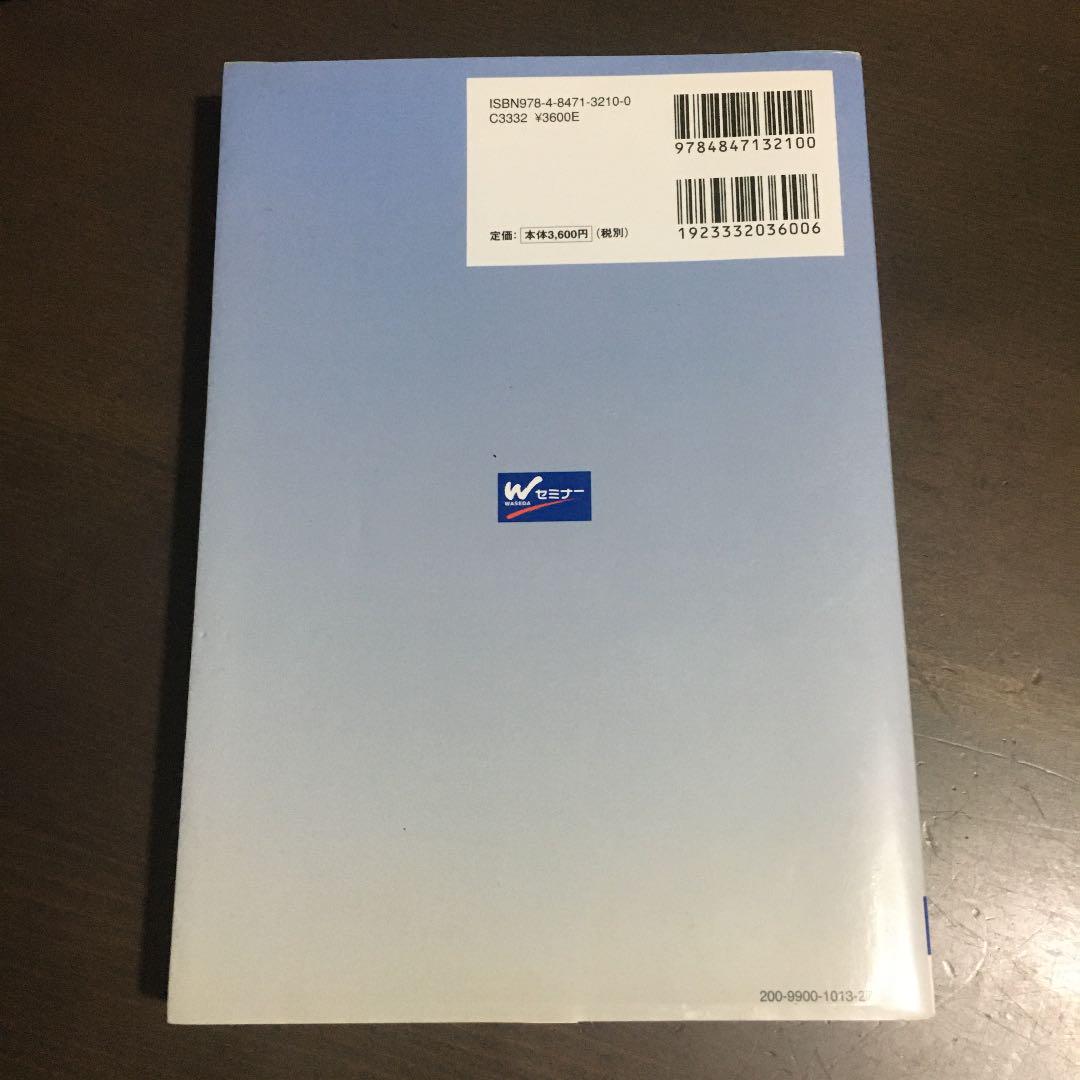 ISBN978-4-8471-3210-0
C3332 ¥3600E
9784847132100
定価: 本体3,600円 (税別)
1923332036006
W セミナー
WASEDA
200-9900-1013-27